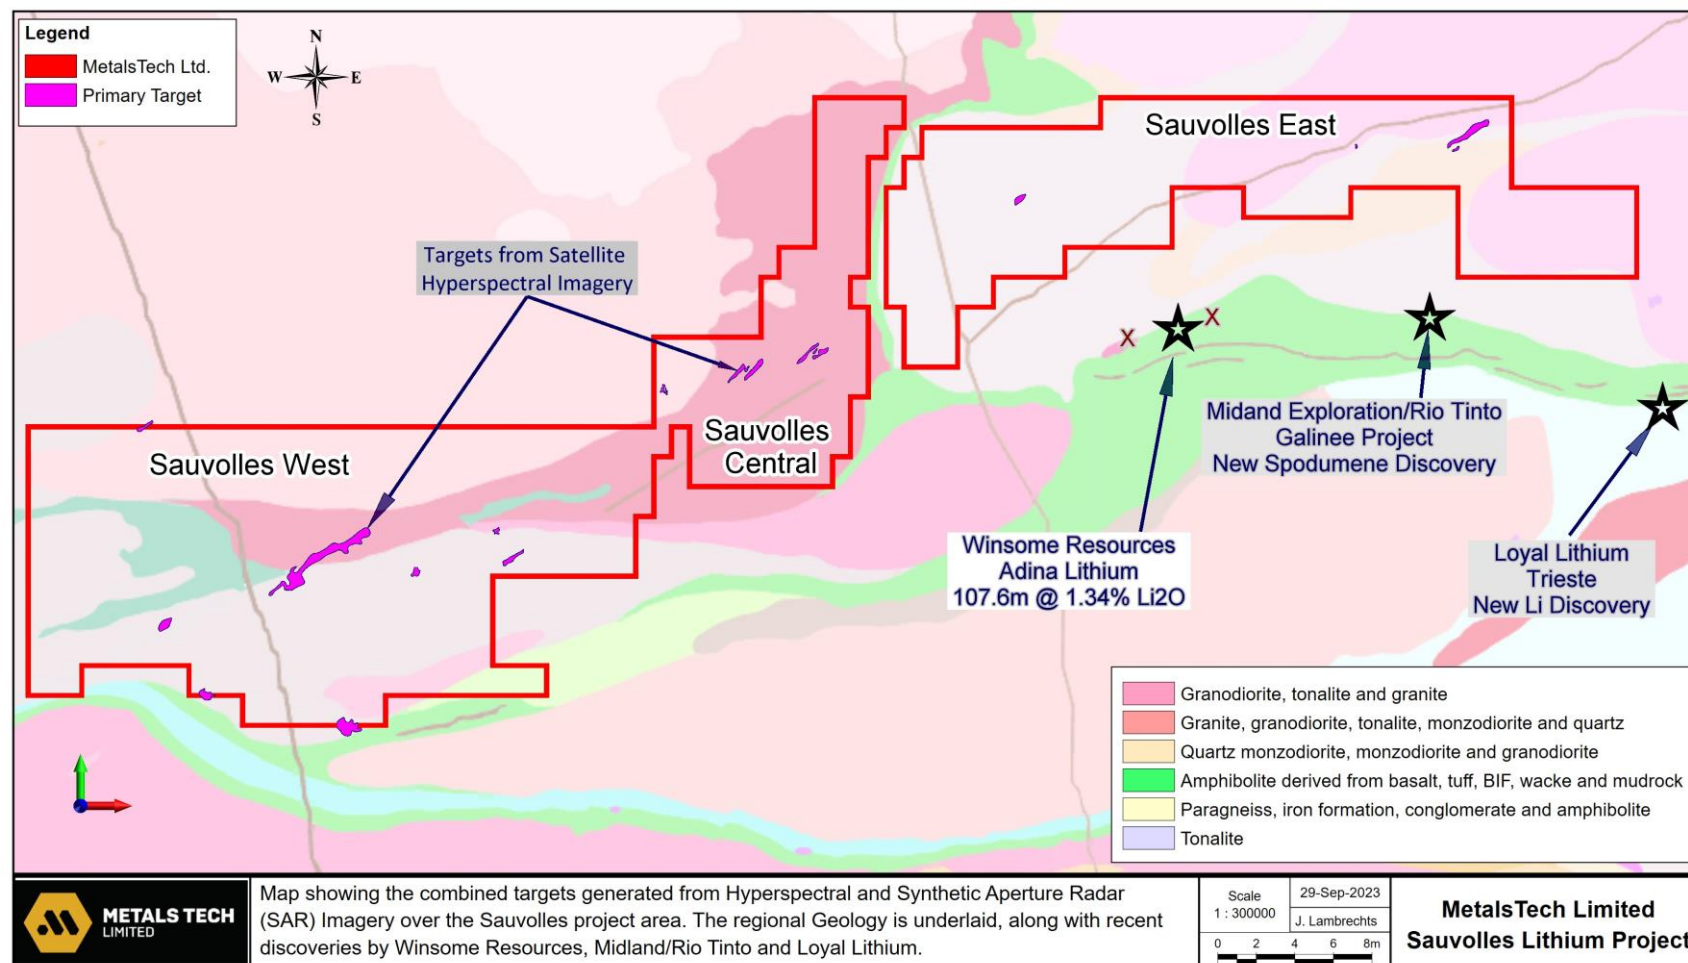 Legend
MetalsTech Ltd.
Primary Target
N
W
E
S
Sauvolles East
Targets from Satellite
Hyperspectral Imagery
X
X
Sauvolles
Central
Sauvolles West
Midand Exploration/Rio Tinto
Galinee Project
New Spodumene Discovery
Winsome Resources
Adina Lithium
107.6m @ 1.34% Li2O
Loyal Lithium
Trieste
New Li Discovery
Granodiorite, tonalite and granite
Granite, granodiorite, tonalite, monzodiorite and quartz
Quartz monzodiorite, monzodiorite and granodiorite
Amphibolite derived from basalt, tuff, BIF, wacke and mudrock
Paragneiss, iron formation, conglomerate and amphibolite
Tonalite
METALS TECH
LIMITED
Map showing the combined targets generated from Hyperspectral and Synthetic Aperture Radar
(SAR) Imagery over the Sauvolles project area. The regional Geology is underlaid, along with recent
discoveries by Winsome Resources, Midland/Rio Tinto and Loyal Lithium.
Scale
1 : 300000
29-Sep-2023
J. Lambrechts
0 2 4 6 8m
MetalsTech Limited
Sauvolles Lithium Project